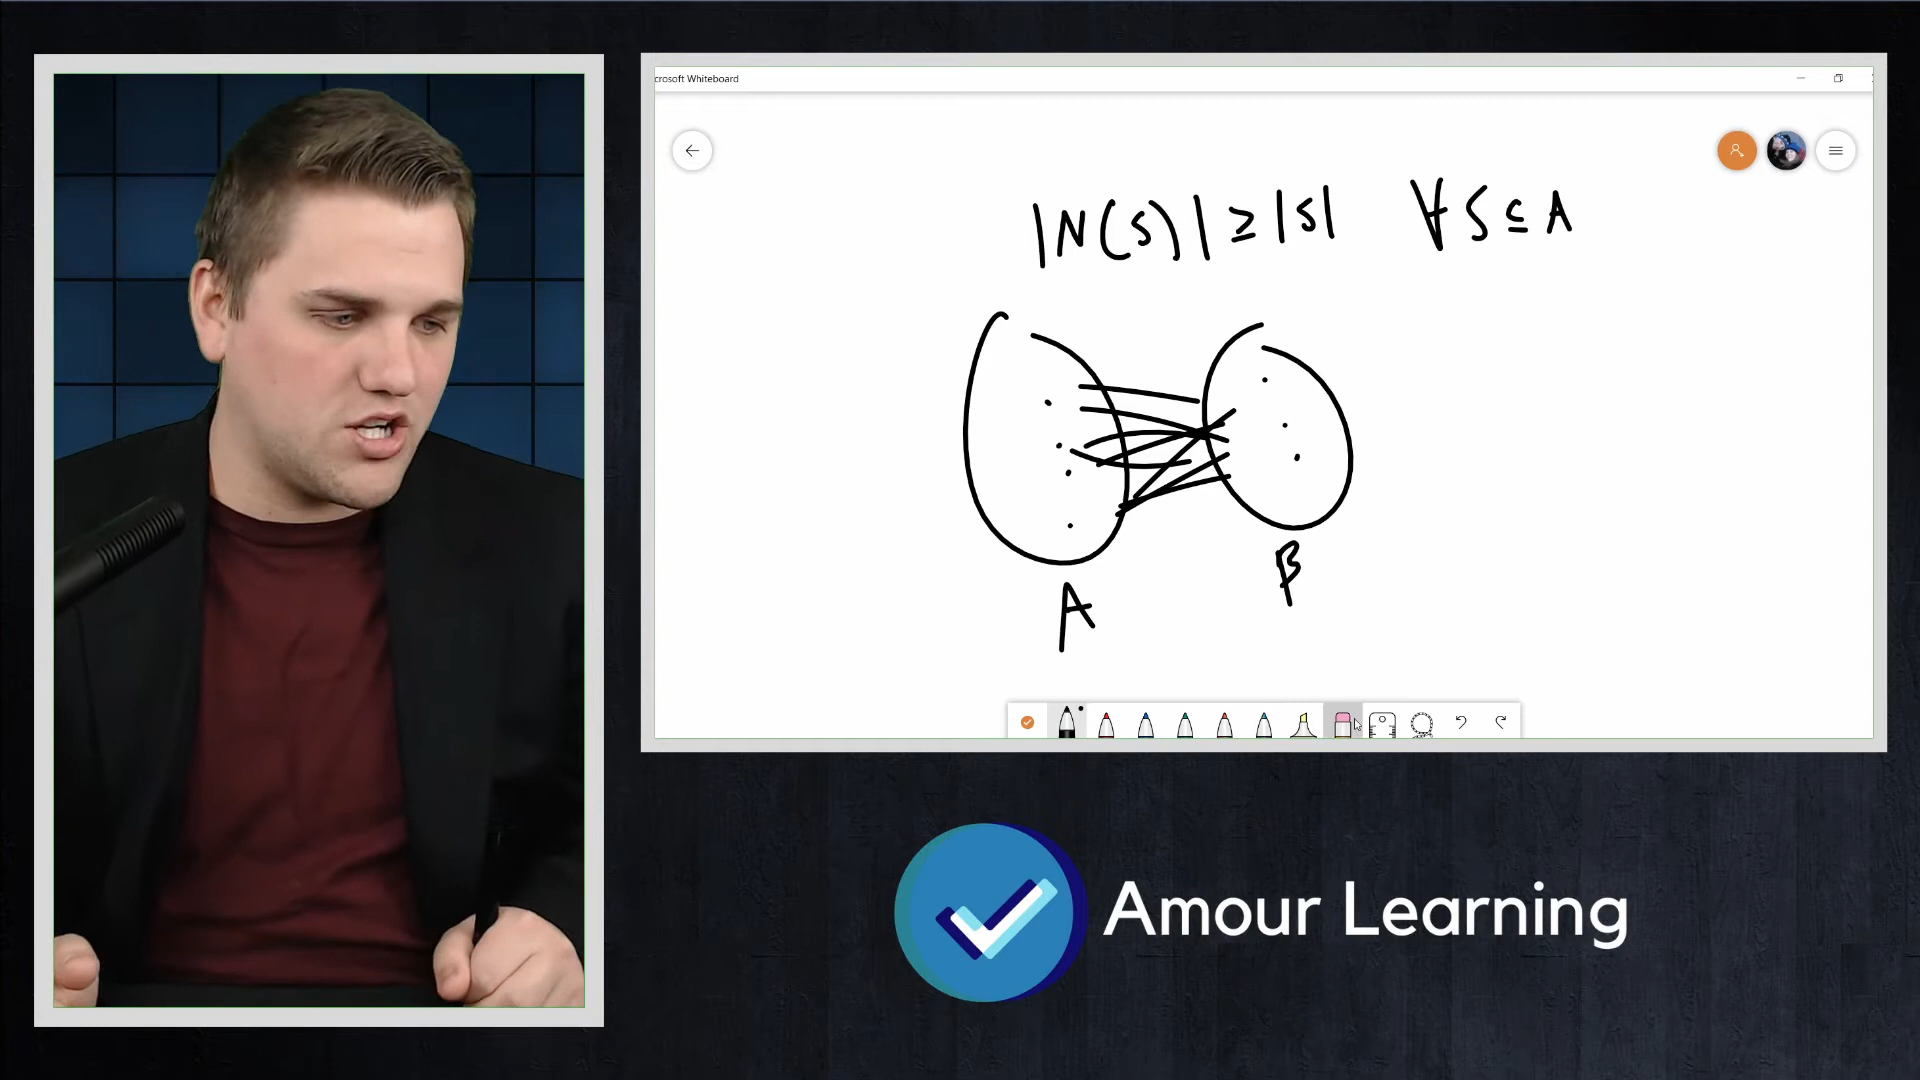 crosoft Whiteboard
|N(S)| ≥ |S| ∀ S ⊆ A
A
B
Amour Learning